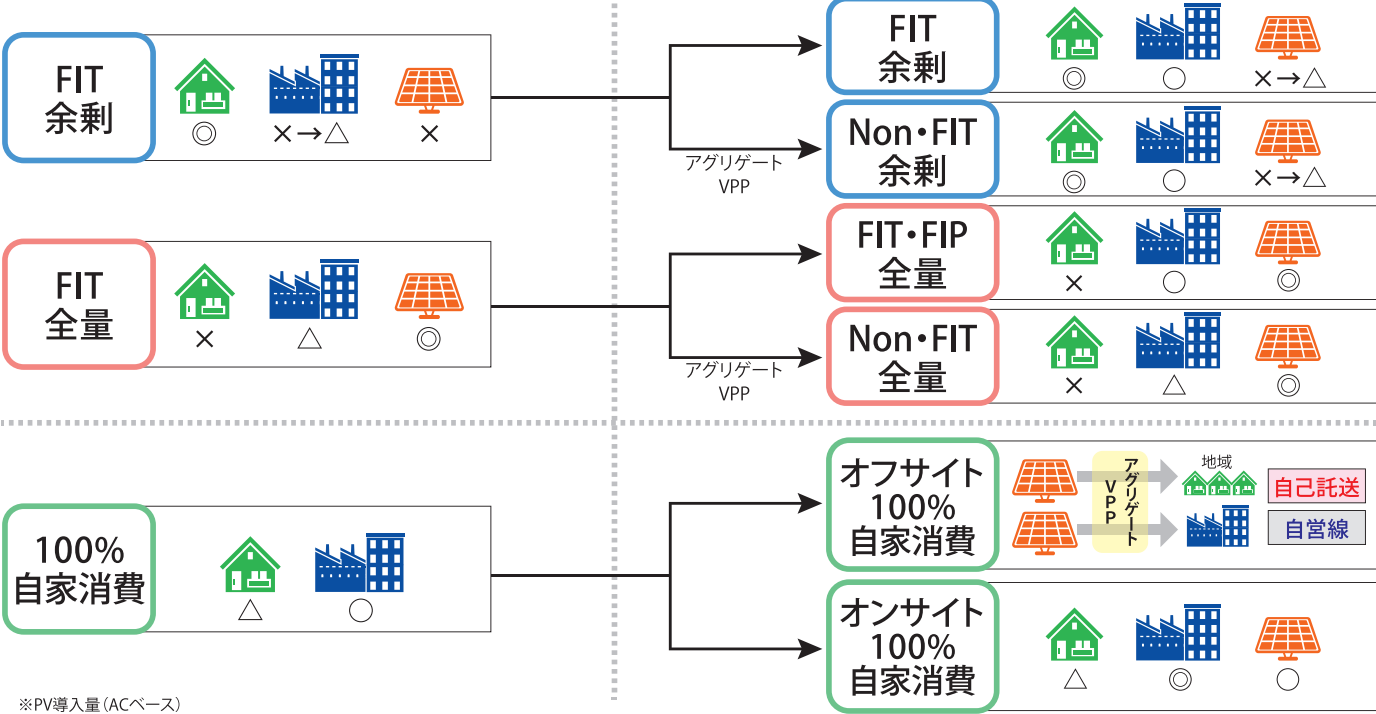 FIT
余剰
◎
×→△
×
アグリゲート
VPP
FIT
余剰
◎
○
×→△
Non・FIT
余剰
◎
○
×→△
FIT
全量
×
△
◎
アグリゲート
VPP
FIT・FIP
全量
×
○
◎
Non・FIT
全量
×
△
◎
100%
自家消費
△
○
オフサイト
100%
自家消費
アグリゲート
VPP
地域
自己託送
自営線
オンサイト
100%
自家消費
△
◎
○
※PV導入量(ACベース)